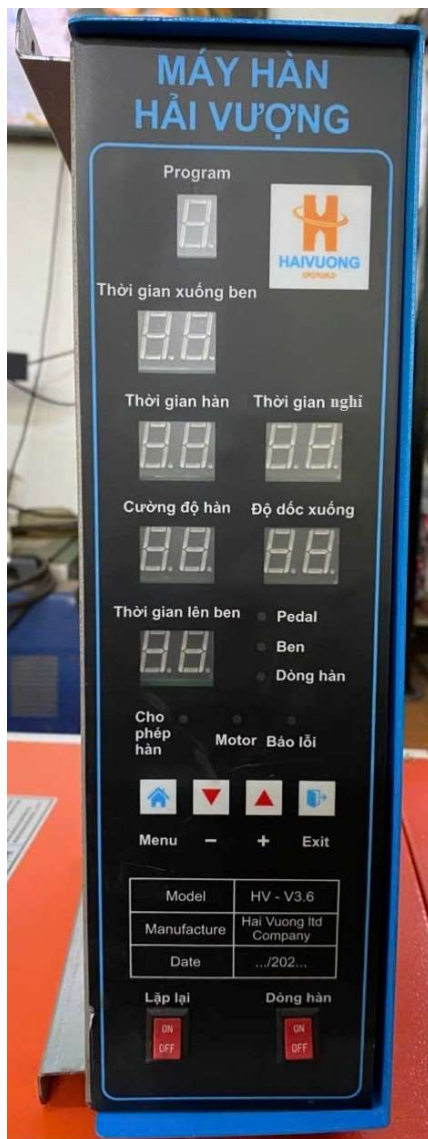 MÁY HÀN
HẢI VƯỢNG
Program
HAIVUONG
Thời gian xuống ben
Thời gian hàn Thời gian nghỉ
Cường độ hàn Độ dốc xuống
Thời gian lên ben
Pedal
Ben
Dòng hàn
Cho
phép
hàn
Motor Báo lỗi
Menu - + Exit
Model HV - V3.6
Manufacture Hai Vuong ltd
Company
Date .../202...
Lặp lại Dòng hàn
ON ON
OFF OFF